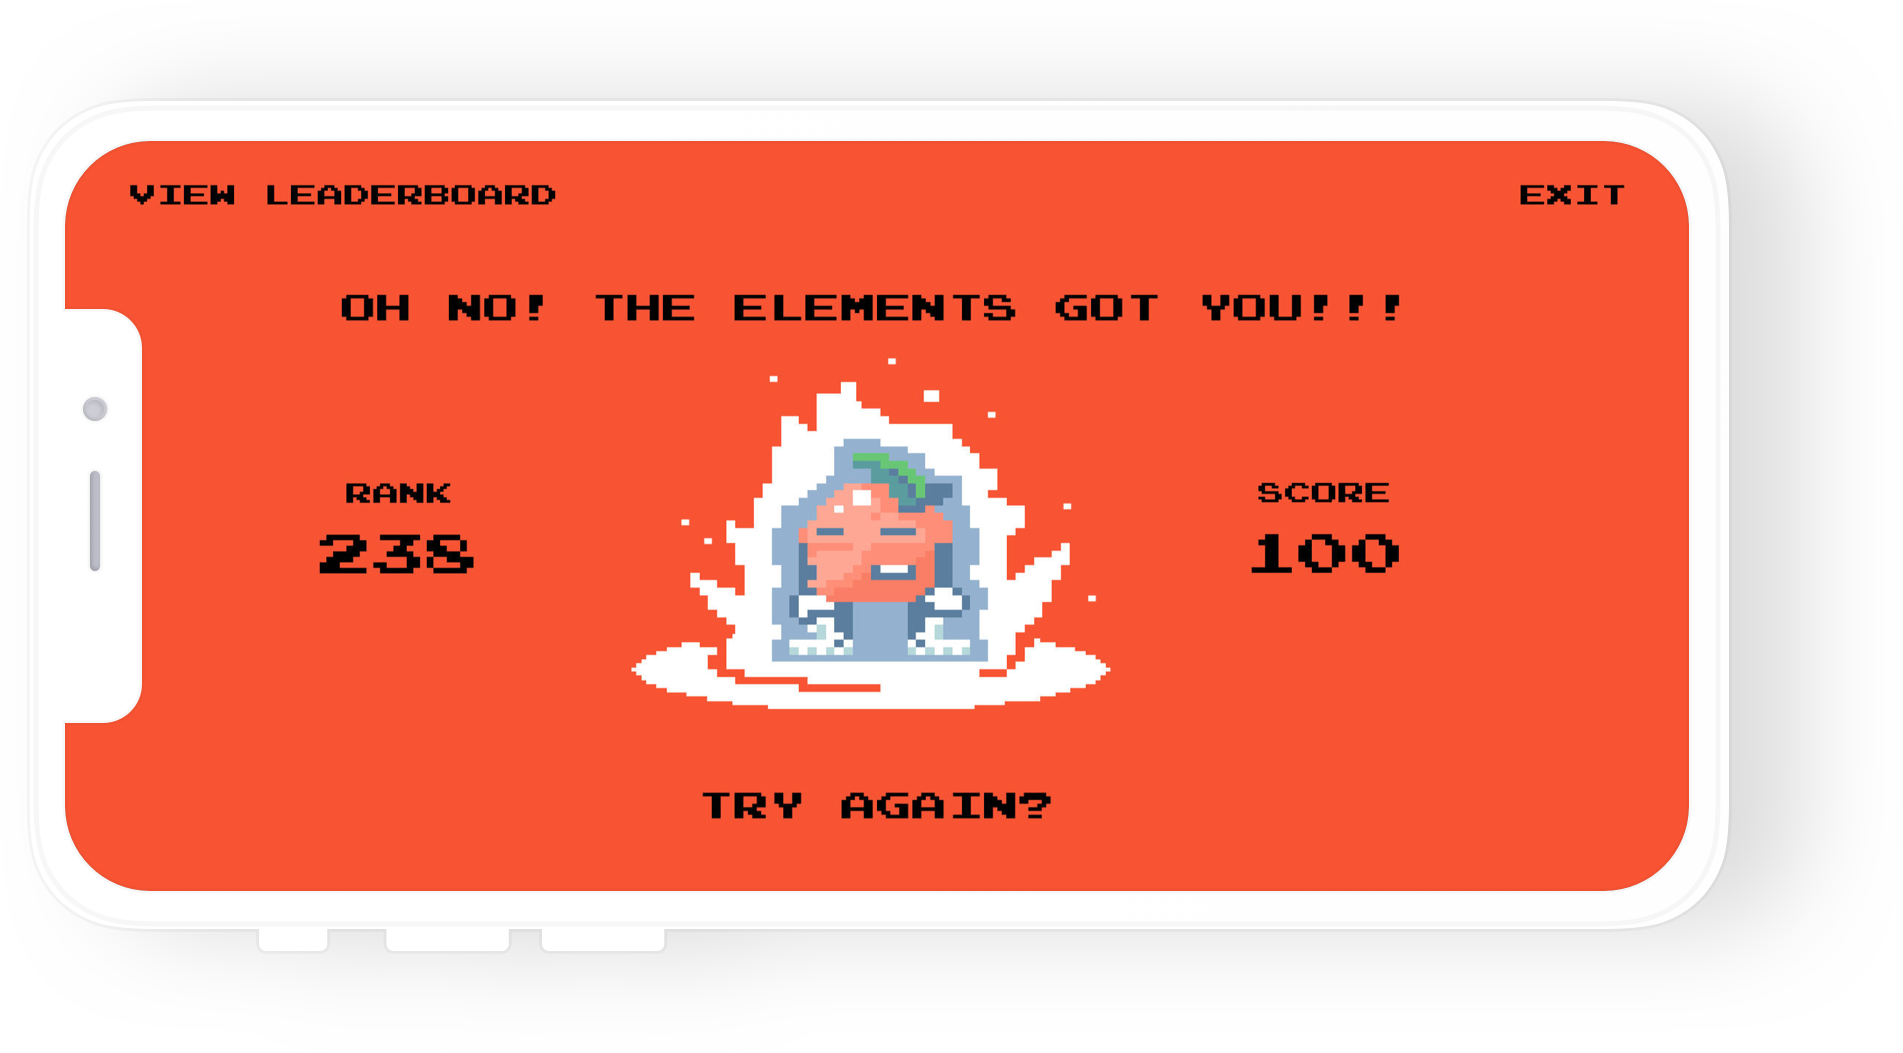 VIEW LEADERBOARD
EXIT
OH NO! THE ELEMENTS GOT YOU!!!
RANK
238
SCORE
100
TRY AGAIN?